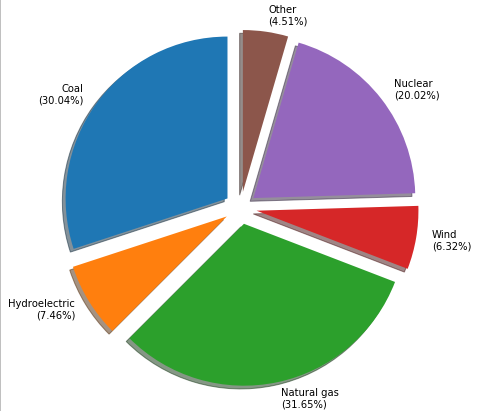 Other
(4.51%)
Nuclear
(20.02%)
Coal
(30.04%)
Wind
(6.32%)
Hydroelectric
(7.46%)
Natural gas
(31.65%)